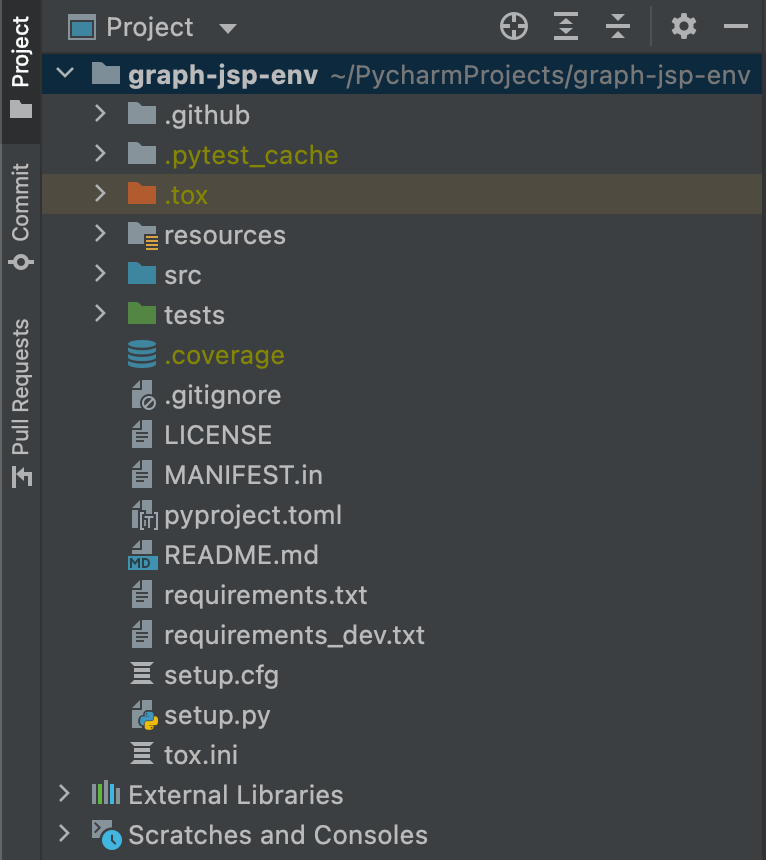 Project
Commit
Pull Requests
Project
graph-jsp-env ~/PycharmProjects/graph-jsp-env
.github
.pytest_cache
.tox
resources
src
tests
.coverage
.gitignore
LICENSE
MANIFEST.in
pyproject.toml
MD README.md
requirements.txt
requirements_dev.txt
setup.cfg
setup.py
tox.ini
External Libraries
Scratches and Consoles